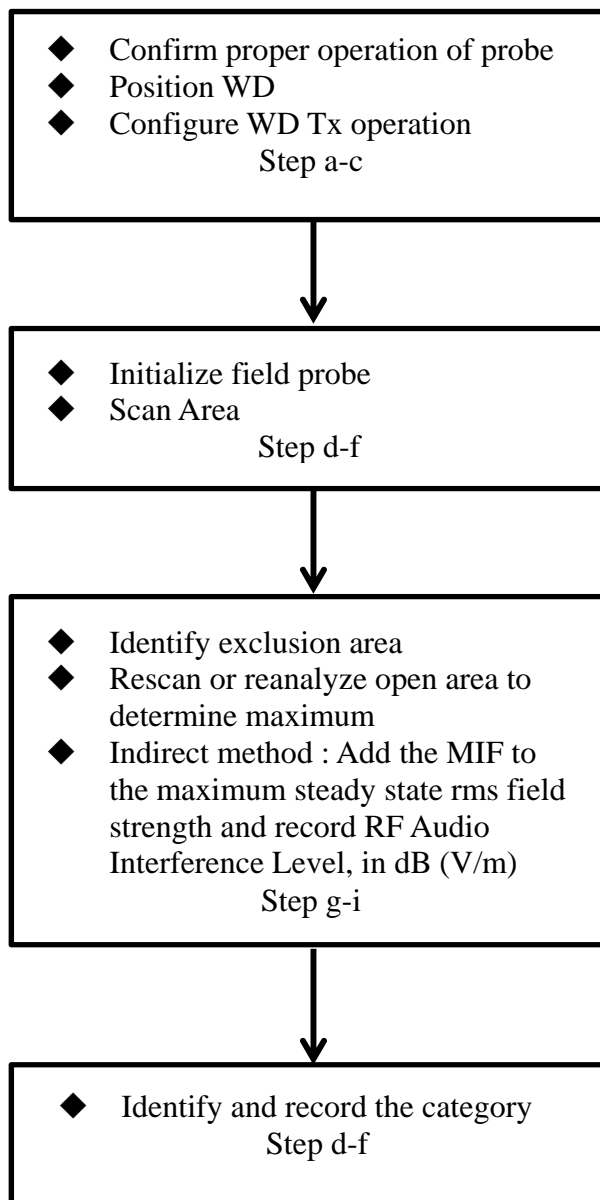 ◆ Confirm proper operation of probe
◆ Position WD
◆ Configure WD Tx operation
Step a-c
◆ Initialize field probe
◆ Scan Area
Step d-f
◆ Identify exclusion area
◆ Rescan or reanalyze open area to
determine maximum
◆ Indirect method : Add the MIF to
the maximum steady state rms field
strength and record RF Audio
Interference Level, in dB (V/m)
Step g-i
◆ Identify and record the category
Step d-f